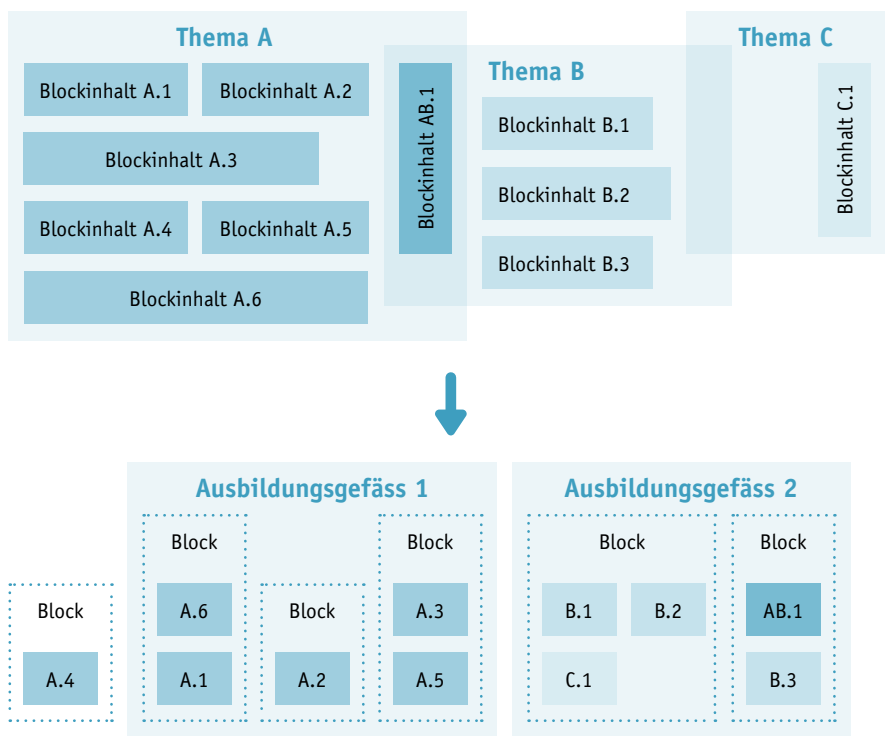 Thema A
Blockinhalt A.1
Blockinhalt A.2
Blockinhalt A.3
Blockinhalt A.4
Blockinhalt A.5
Blockinhalt A.6
Blockinhalt AB.1
Thema B
Blockinhalt B.1
Blockinhalt B.2
Blockinhalt B.3
Thema C
Blockinhalt C.1
Block
A.4
Ausbildungsgefäss 1
Block
A.6
A.1
Block
A.2
Block
A.3
A.5
Ausbildungsgefäss 2
Block
B.1
B.2
C.1
Block
AB.1
B.3